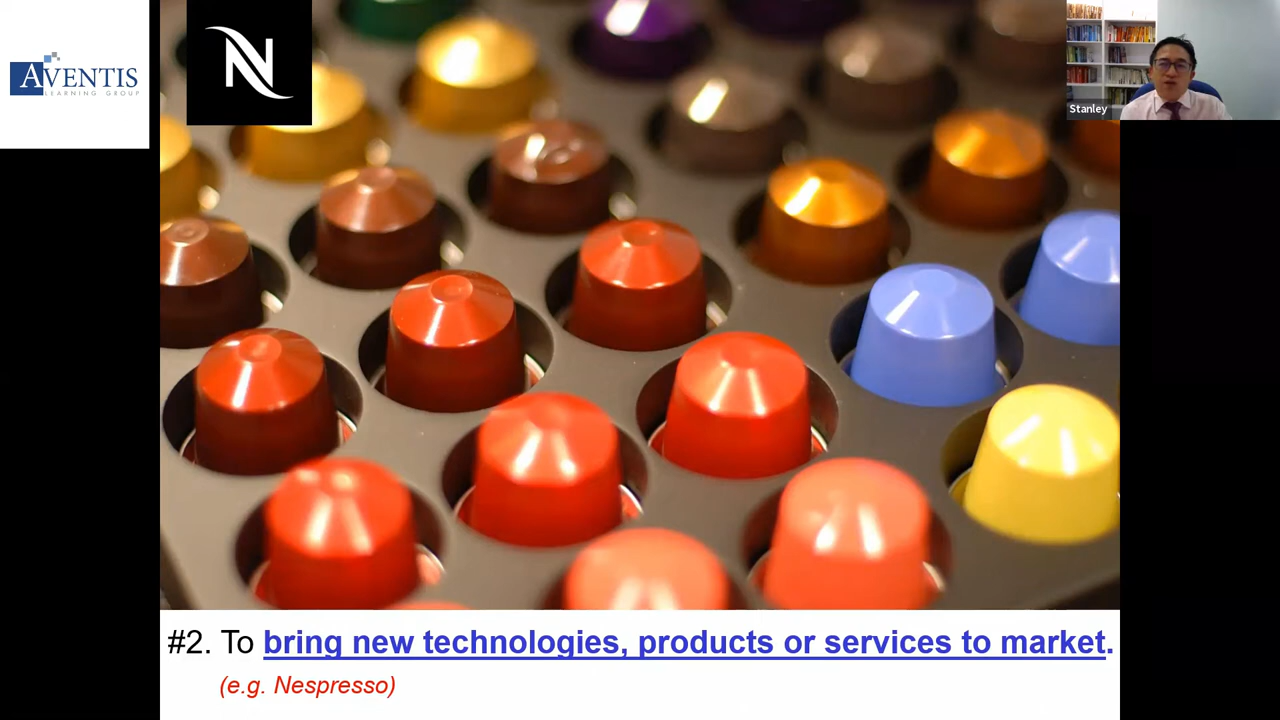 AVENTIS
LEARNING GROUP
N
Stanley
#2. To bring new technologies, products or services to market.
(e.g. Nespresso)